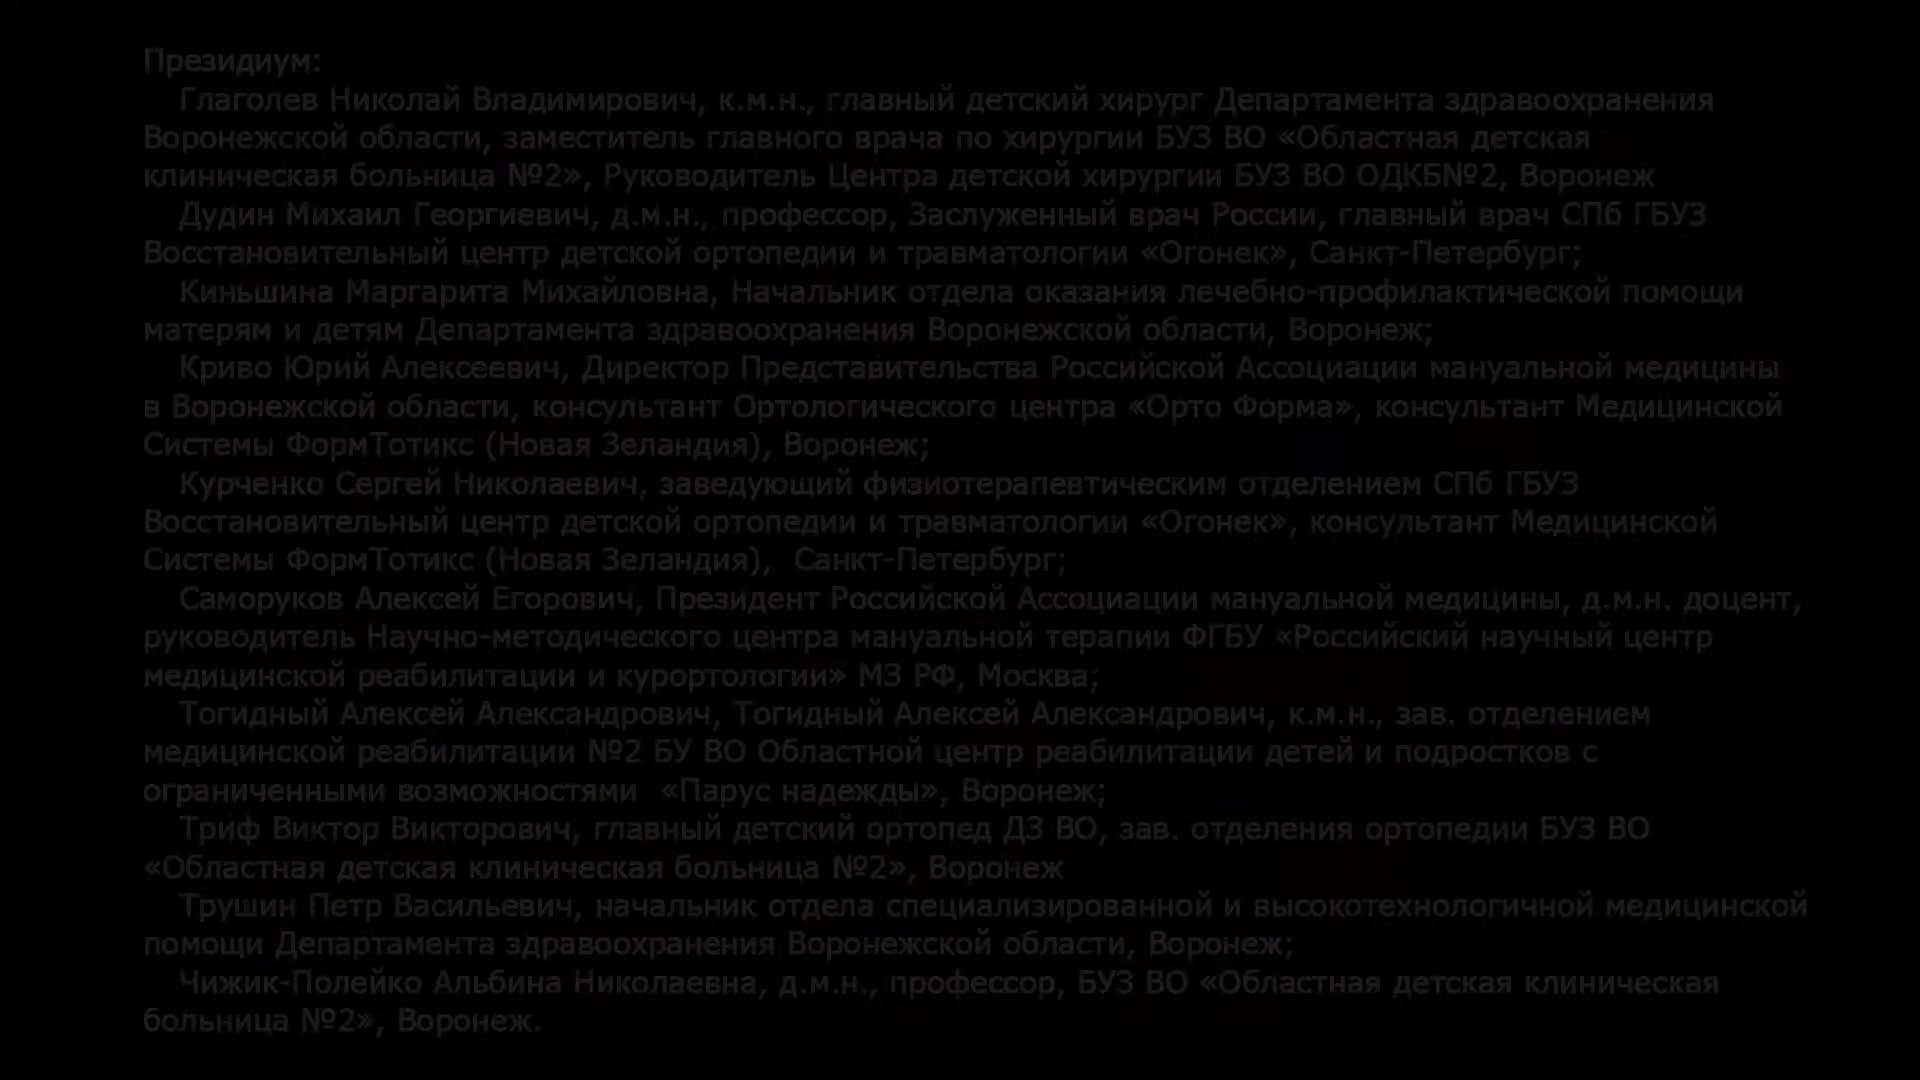 Президиум:
Глаголев Николай Владимирович, к.м.н., главный детский хирург Департамента здравоохранения
Воронежской области, заместитель главного врача по хирургии БУЗ ВО «Областная детская
клиническая больница №2», Руководитель Центра детской хирургии БУЗ ВО ОДКБ№2, Воронеж
Дудин Михаил Георгиевич, д.м.н., профессор, Заслуженный врач России, главный врач СПб ГБУЗ
Восстановительный центр детской ортопедии и травматологии «Огонек», Санкт-Петербург;
Киньшина Маргарита Михайловна, Начальник отдела оказания лечебно-профилактической помощи
матерям и детям Департамента здравоохранения Воронежской области, Воронеж;
Криво Юрий Алексеевич, Директор Представительства Российской Ассоциации мануальной медицины
в Воронежской области, консультант Ортологического центра «Орто Форма», консультант Медицинской
Системы ФормТотикс (Новая Зеландия), Воронеж;
Курченко Сергей Николаевич, заведующий физиотерапевтическим отделением СПб ГБУЗ
Восстановительный центр детской ортопедии и травматологии «Огонек», консультант Медицинской
Системы ФормТотикс (Новая Зеландия),  Санкт-Петербург;
Саморуков Алексей Егорович, Президент Российской Ассоциации мануальной медицины, д.м.н. доцент,
руководитель Научно-методического центра мануальной терапии ФГБУ «Российский научный центр
медицинской реабилитации и курортологии» МЗ РФ, Москва;
Тогидный Алексей Александрович, Тогидный Алексей Александрович, к.м.н., зав. отделением
медицинской реабилитации №2 БУ ВО Областной центр реабилитации детей и подростков с
ограниченными возможностями  «Парус надежды», Воронеж;
Триф Виктор Викторович, главный детский ортопед ДЗ ВО, зав. отделения ортопедии БУЗ ВО
«Областная детская клиническая больница №2», Воронеж
Трушин Петр Васильевич, начальник отдела специализированной и высокотехнологичной медицинской
помощи Департамента здравоохранения Воронежской области, Воронеж;
Чижик-Полейко Альбина Николаевна, д.м.н., профессор, БУЗ ВО «Областная детская клиническая
больница №2», Воронеж.